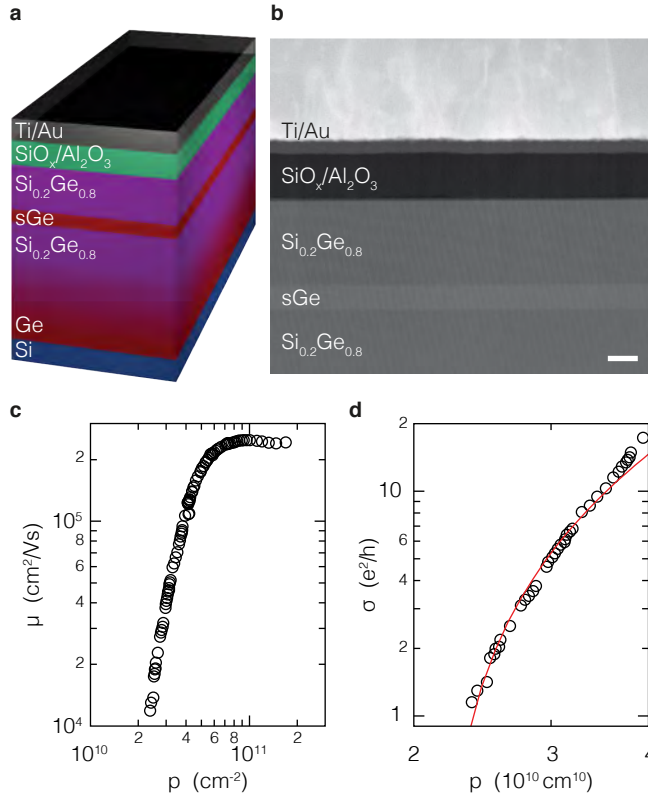 a
Ti/Au
SiOₓ/Al₂O₃
Si₀.₂Ge₀.₈
sGe
Si₀.₂Ge₀.₈
Ge
Si
b
Ti/Au
SiOₓ/Al₂O₃
Si₀.₂Ge₀.₈
sGe
Si₀.₂Ge₀.₈
c
μ (cm²/Vs)
2
10⁵
8
6
4
2
10⁴
10¹⁰
2
4
6
8
10¹¹
2
p (cm⁻²)
d
σ (e²/h)
2
10
8
6
4
2
1
2
3
4
p (10¹⁰ cm¹⁰)